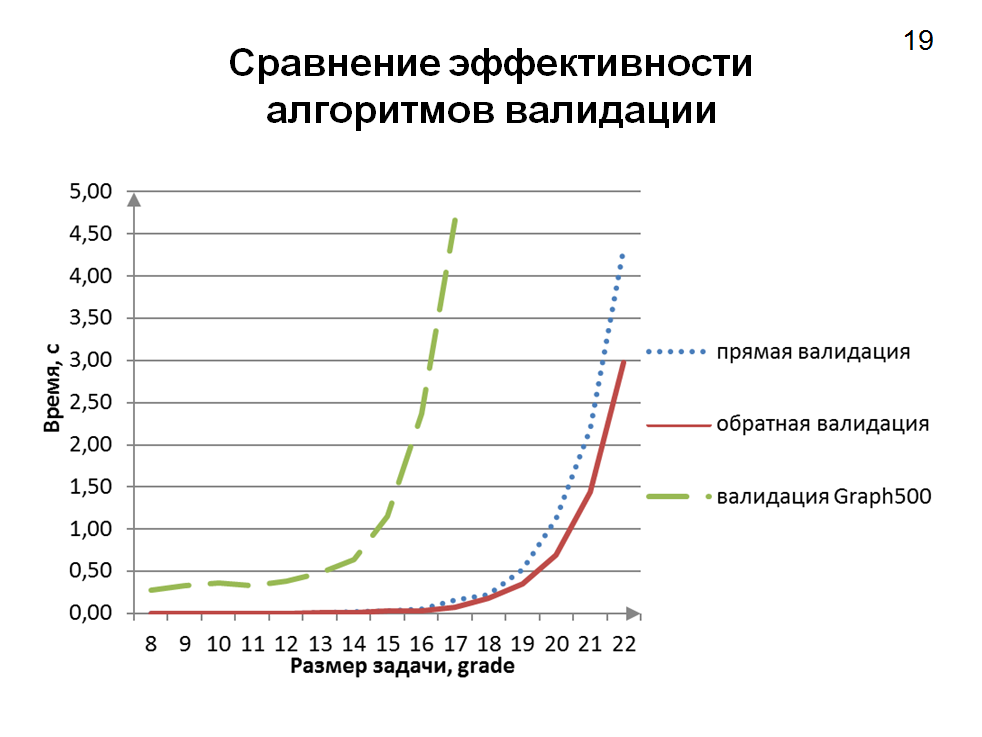 19
Сравнение эффективности
алгоритмов валидации
5,00
4,50
4,00
3,50
3,00
2,50
2,00
1,50
1,00
0,50
0,00
Время, с
8 9 10 11 12 13 14 15 16 17 18 19 20 21 22
Размер задачи, grade
прямая валидация
обратная валидация
валидация Graph500